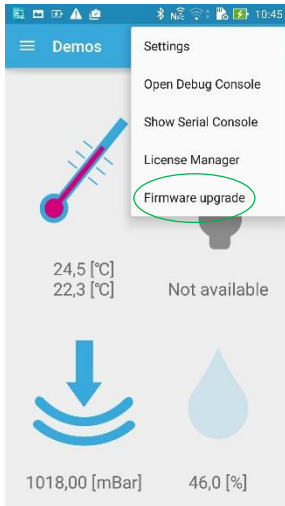 10:45
Demos
Settings
Open Debug Console
Show Serial Console
License Manager
Firmware upgrade
24,5 [°C]
22,3 [°C]
Not available
1018,00 [mBar]
46,0 [%]